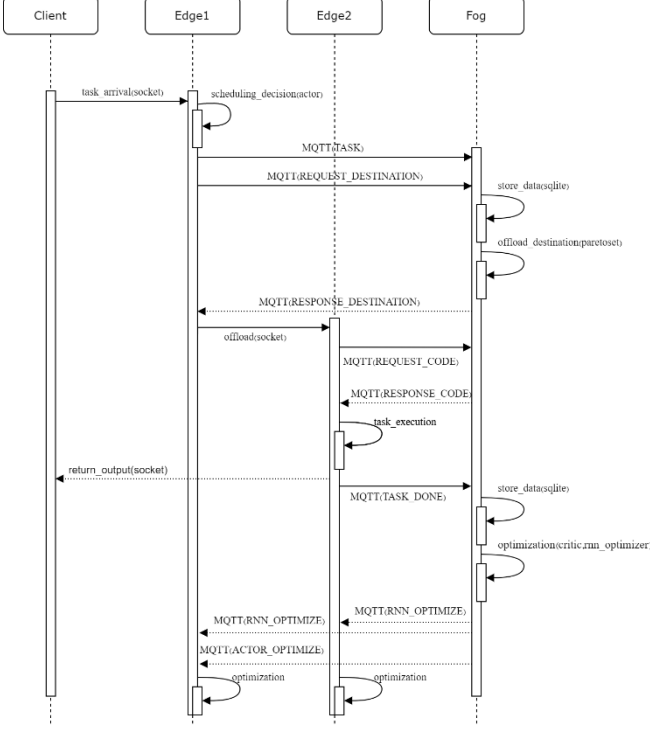 Client
Edge1
Edge2
Fog
task_arrival(socket)
scheduling_decision(actor)
MQTT(TASK)
MQTT(REQUEST_DESTINATION)
store_data(sqlite)
offload_destination(paretoset)
MQTT(RESPONSE_DESTINATION)
offload(socket)
MQTT(REQUEST_CODE)
MQTT(RESPONSE_CODE)
task_execution
return_output(socket)
MQTT(TASK_DONE)
store_data(sqlite)
optimization(critic,rnn_optimizer)
MQTT(RNN_OPTIMIZE)
MQTT(RNN_OPTIMIZE)
MQTT(ACTOR_OPTIMIZE)
optimization
optimization